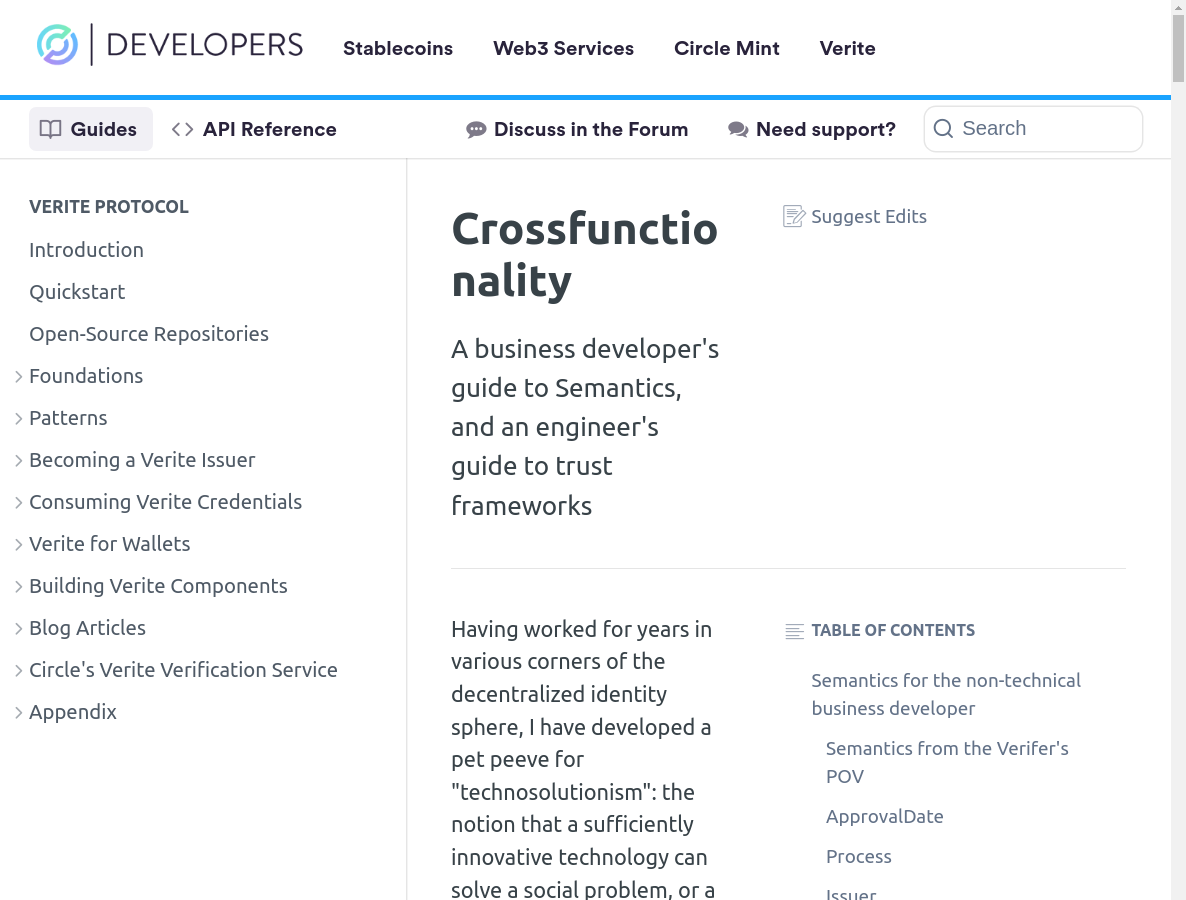 DEVELOPERS
Stablecoins
Web3 Services
Circle Mint
Verite
Guides
API Reference
Discuss in the Forum
Need support?
Search
VERITE PROTOCOL
Introduction
Quickstart
Open-Source Repositories
Foundations
Patterns
Becoming a Verite Issuer
Consuming Verite Credentials
Verite for Wallets
Building Verite Components
Blog Articles
Circle's Verite Verification Service
Appendix
Crossfunctio
nality
Suggest Edits
A business developer's
guide to Semantics,
and an engineer's
guide to trust
frameworks
Having worked for years in
various corners of the
decentralized identity
sphere, I have developed a
pet peeve for
"technosolutionism": the
notion that a sufficiently
innovative technology can
solve a social problem, or a
TABLE OF CONTENTS
Semantics for the non-technical
business developer
Semantics from the Verifer's
POV
ApprovalDate
Process
Issuer